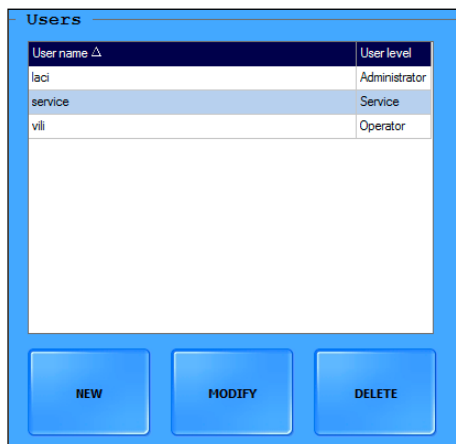 Users
User name △ User level
laci Administrator
service Service
vili Operator
NEW MODIFY DELETE